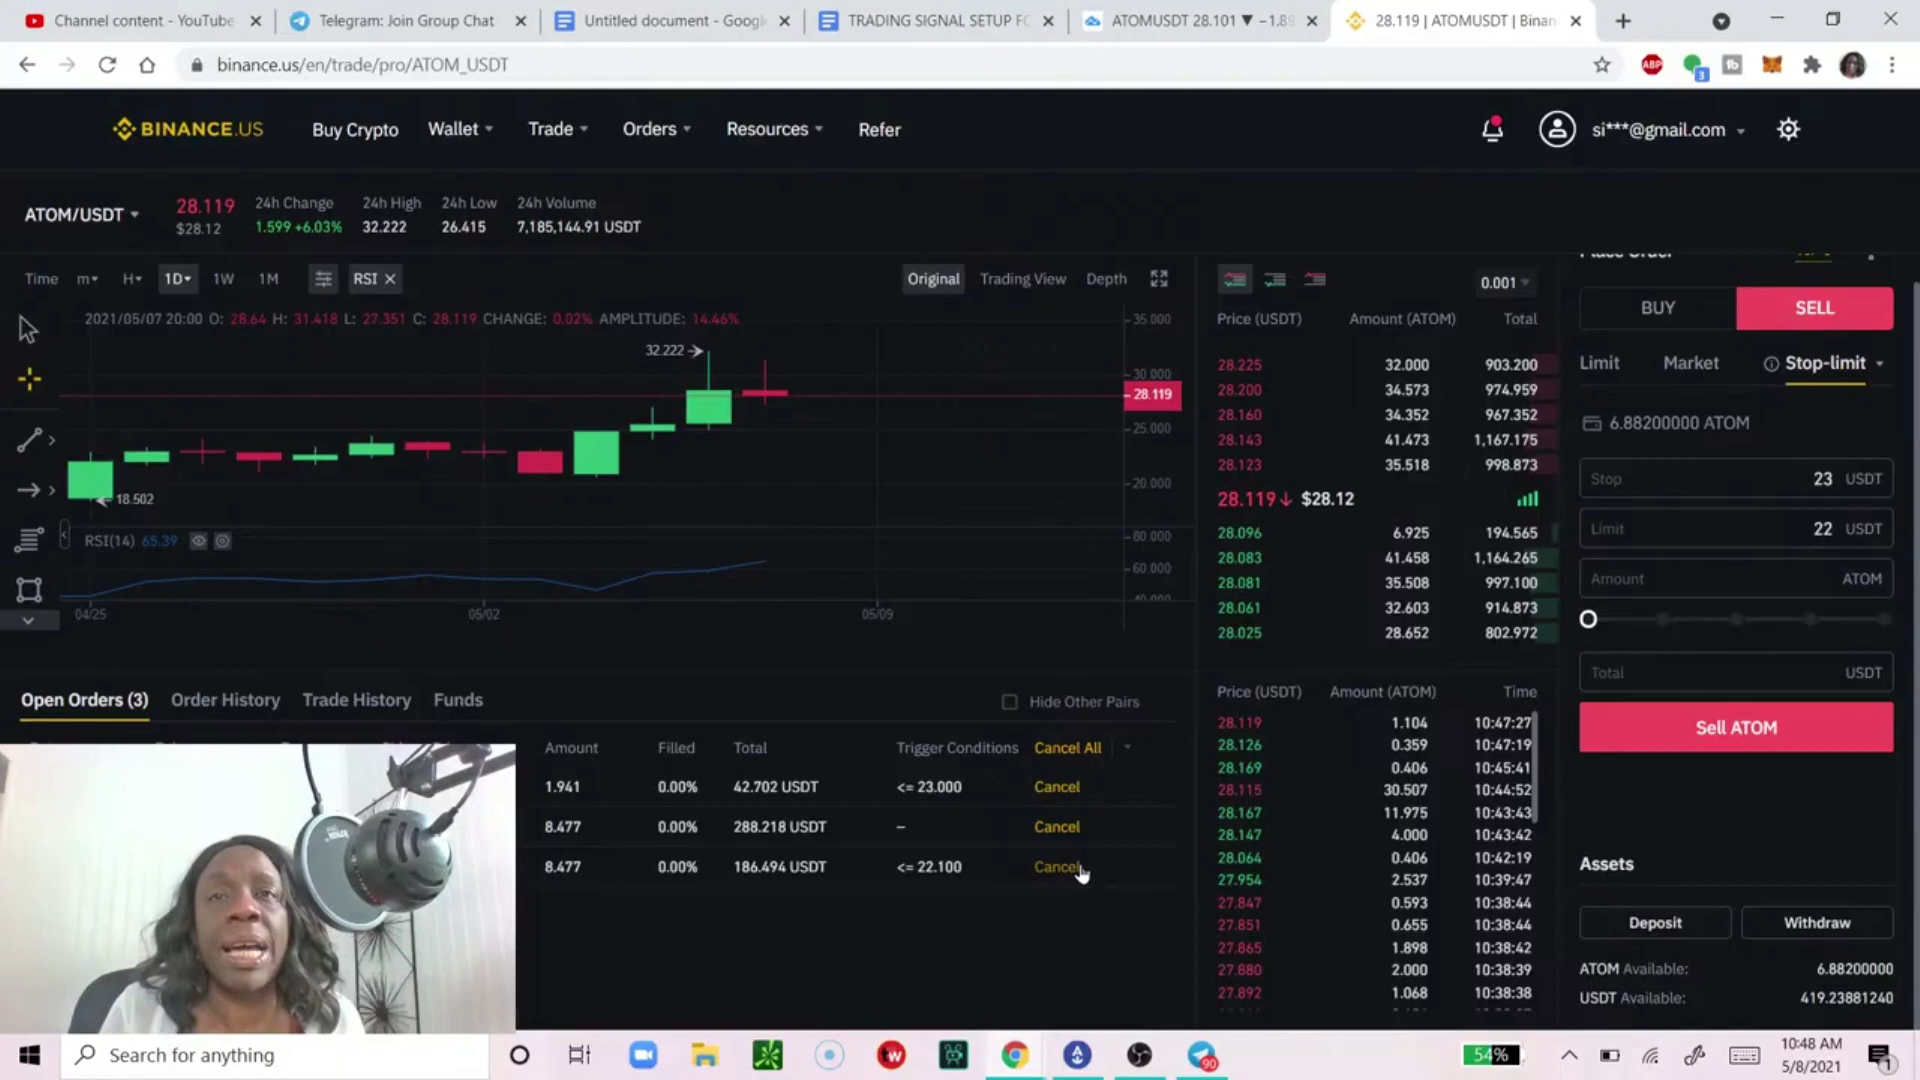 Channel content - YouTube
Telegram: Join Group Chat
Untitled document - Google
TRADING SIGNAL SETUP FO
ATOMUSDT 28.101 ▼ −1.89
28.119 | ATOMUSDT | Binan
binance.us/en/trade/pro/ATOM_USDT
ABP
3
BINANCE.US
Buy Crypto
Wallet
Trade
Orders
Resources
Refer
si***@gmail.com
ATOM/USDT
28.119
$28.12
24h Change
1.599 +6.03%
24h High
32.222
24h Low
26.415
24h Volume
7,185,144.91 USDT
Time
m
H
1D
1W
1M
RSI
Original
Trading View
Depth
0.001
Place Order
BUY
SELL
2021/05/07 20:00 O: 28.64 H: 31.418 L: 27.351 C: 28.119 CHANGE: 0.02% AMPLITUDE: 14.46%
32.222
18.502
35.000
30.000
28.119
25.000
20.000
RSI(14) 65.39
80.000
60.000
40.000
04/25
05/02
05/09
Price (USDT) Amount (ATOM) Total
28.225 32.000 903.200
28.200 34.573 974.959
28.160 34.352 967.352
28.143 41.473 1,167.175
28.123 35.518 998.873
28.119↓ $28.12
28.096 6.925 194.565
28.083 41.458 1,164.265
28.081 35.508 997.100
28.061 32.603 914.873
28.025 28.652 802.972
Limit
Market
Stop-limit
6.88200000 ATOM
Stop 23 USDT
Limit 22 USDT
Amount ATOM
Total USDT
Sell ATOM
Open Orders (3)
Order History
Trade History
Funds
Hide Other Pairs
Amount Filled Total Trigger Conditions Cancel All
1.941 0.00% 42.702 USDT <= 23.000 Cancel
8.477 0.00% 288.218 USDT – Cancel
8.477 0.00% 186.494 USDT <= 22.100 Cancel
Price (USDT) Amount (ATOM) Time
28.119 1.104 10:47:27
28.126 0.359 10:47:19
28.169 0.406 10:45:41
28.115 30.507 10:44:52
28.167 11.975 10:43:43
28.147 4.000 10:43:42
28.064 0.406 10:42:19
27.954 2.537 10:39:47
27.847 0.593 10:38:44
27.851 0.655 10:38:44
27.865 1.898 10:38:42
27.880 2.000 10:38:39
27.892 1.068 10:38:38
Assets
Deposit
Withdraw
ATOM Available: 6.88200000
USDT Available: 419.23881240
Search for anything
tw
90
54%
10:48 AM
5/8/2021
1